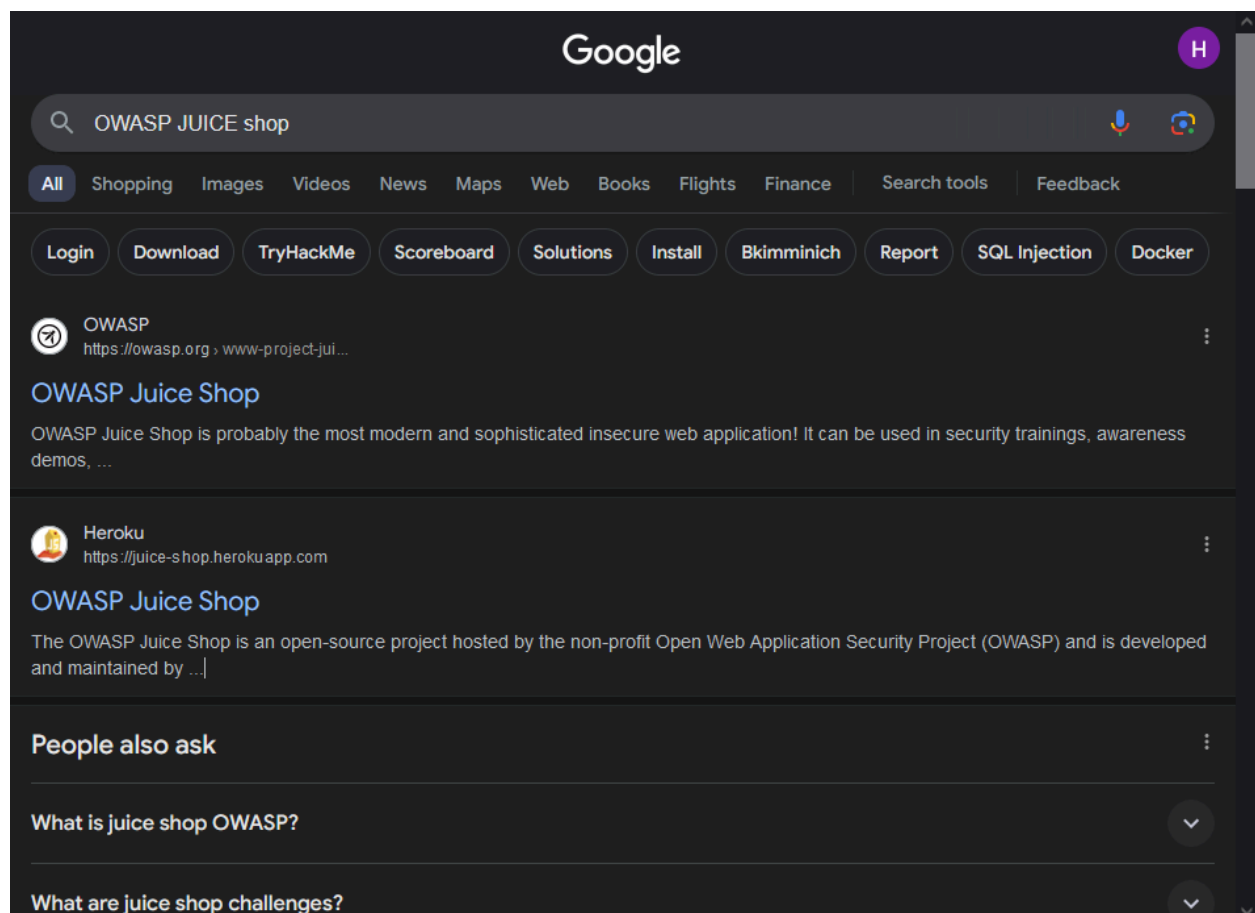 Google
H
OWASP JUICE shop
All Shopping Images Videos News Maps Web Books Flights Finance Search tools Feedback
Login Download TryHackMe Scoreboard Solutions Install Bkimminich Report SQL Injection Docker
OWASP
https://owasp.org › www-project-jui...
OWASP Juice Shop
OWASP Juice Shop is probably the most modern and sophisticated insecure web application! It can be used in security trainings, awareness
demos, ...
Heroku
https://juice-shop.herokuapp.com
OWASP Juice Shop
The OWASP Juice Shop is an open-source project hosted by the non-profit Open Web Application Security Project (OWASP) and is developed
and maintained by ...
People also ask
What is juice shop OWASP?
What are juice shop challenges?